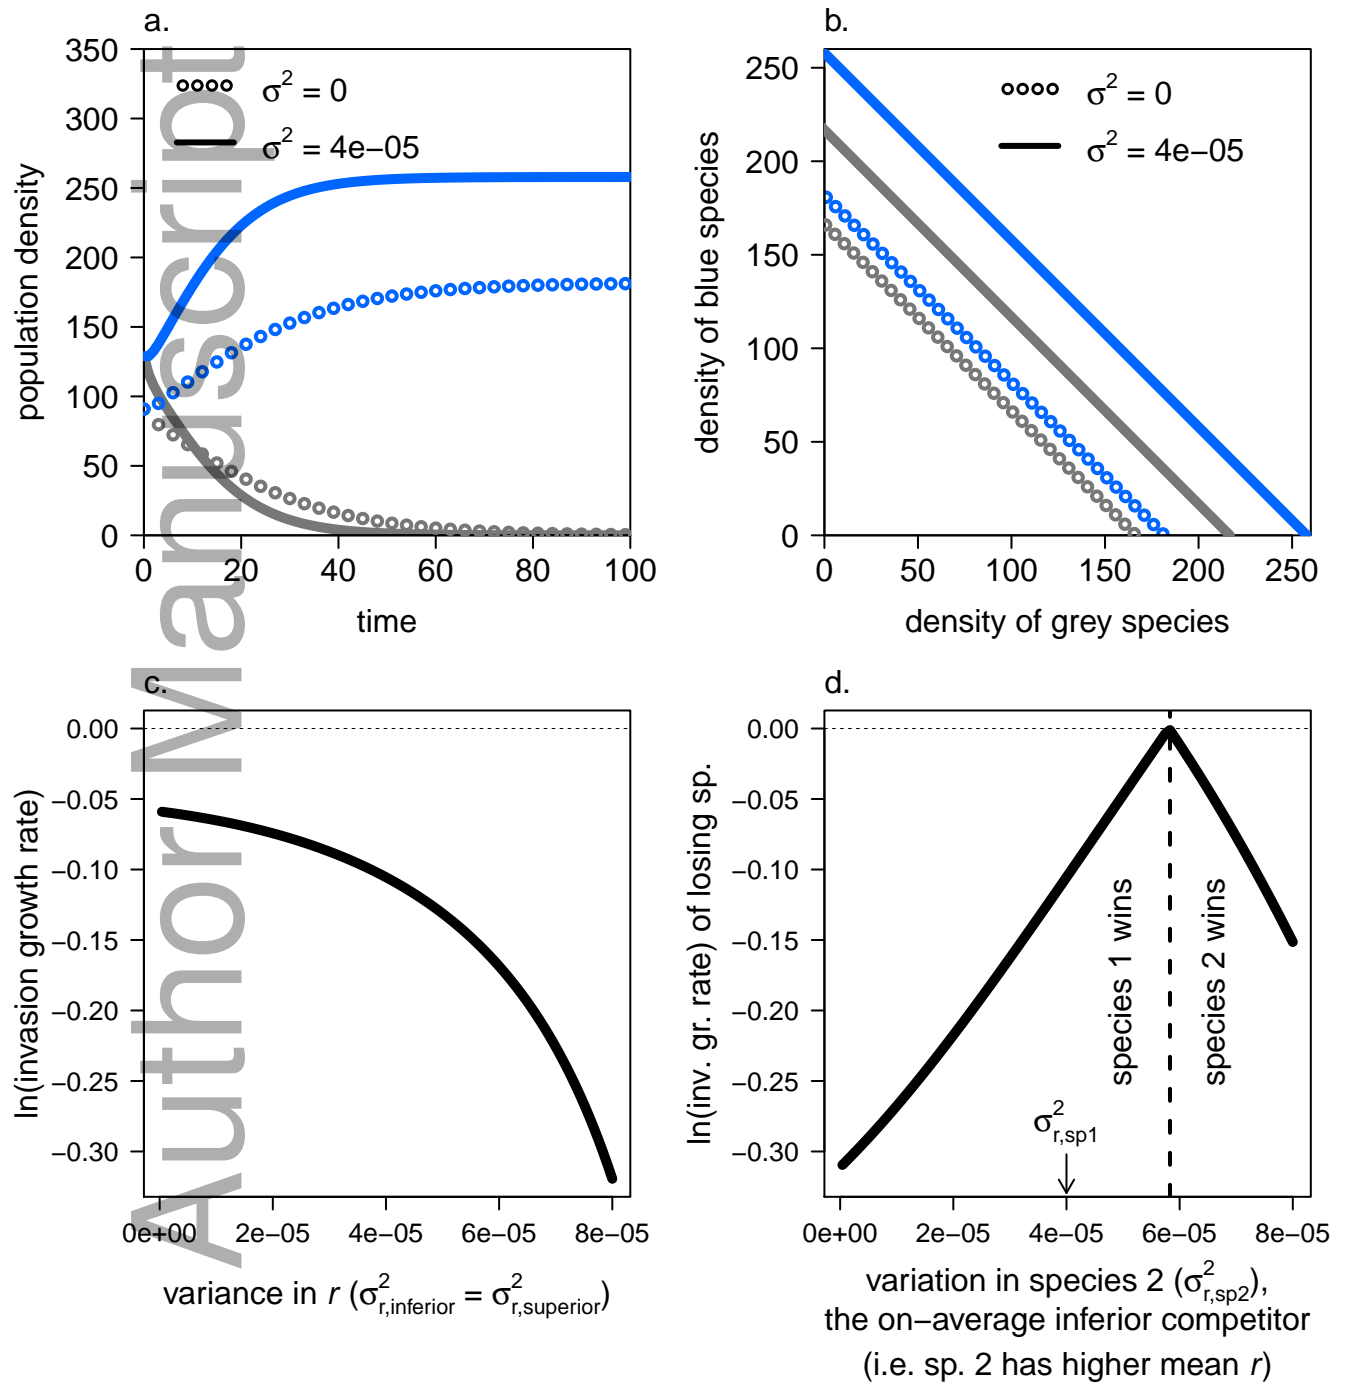 a.
350
300
250
200
150
100
50
0
σ² = 0
σ² = 4e−05
population density
0 20 40 60 80 100
time
b.
250
200
150
100
50
0
σ² = 0
σ² = 4e−05
density of blue species
0 50 100 150 200 250
density of grey species
c.
0.00
−0.05
−0.10
−0.15
−0.20
−0.25
−0.30
ln(invasion growth rate)
0e+00 2e−05 4e−05 6e−05 8e−05
variance in r (σ²r,inferior = σ²r,superior)
d.
0.00
−0.05
−0.10
−0.15
−0.20
−0.25
−0.30
ln(inv. gr. rate) of losing sp.
species 1 wins
species 2 wins
σ²r,sp1
0e+00 2e−05 4e−05 6e−05 8e−05
variation in species 2 (σ²r,sp2),
the on−average inferior competitor
(i.e. sp. 2 has higher mean r)
Author Manuscript